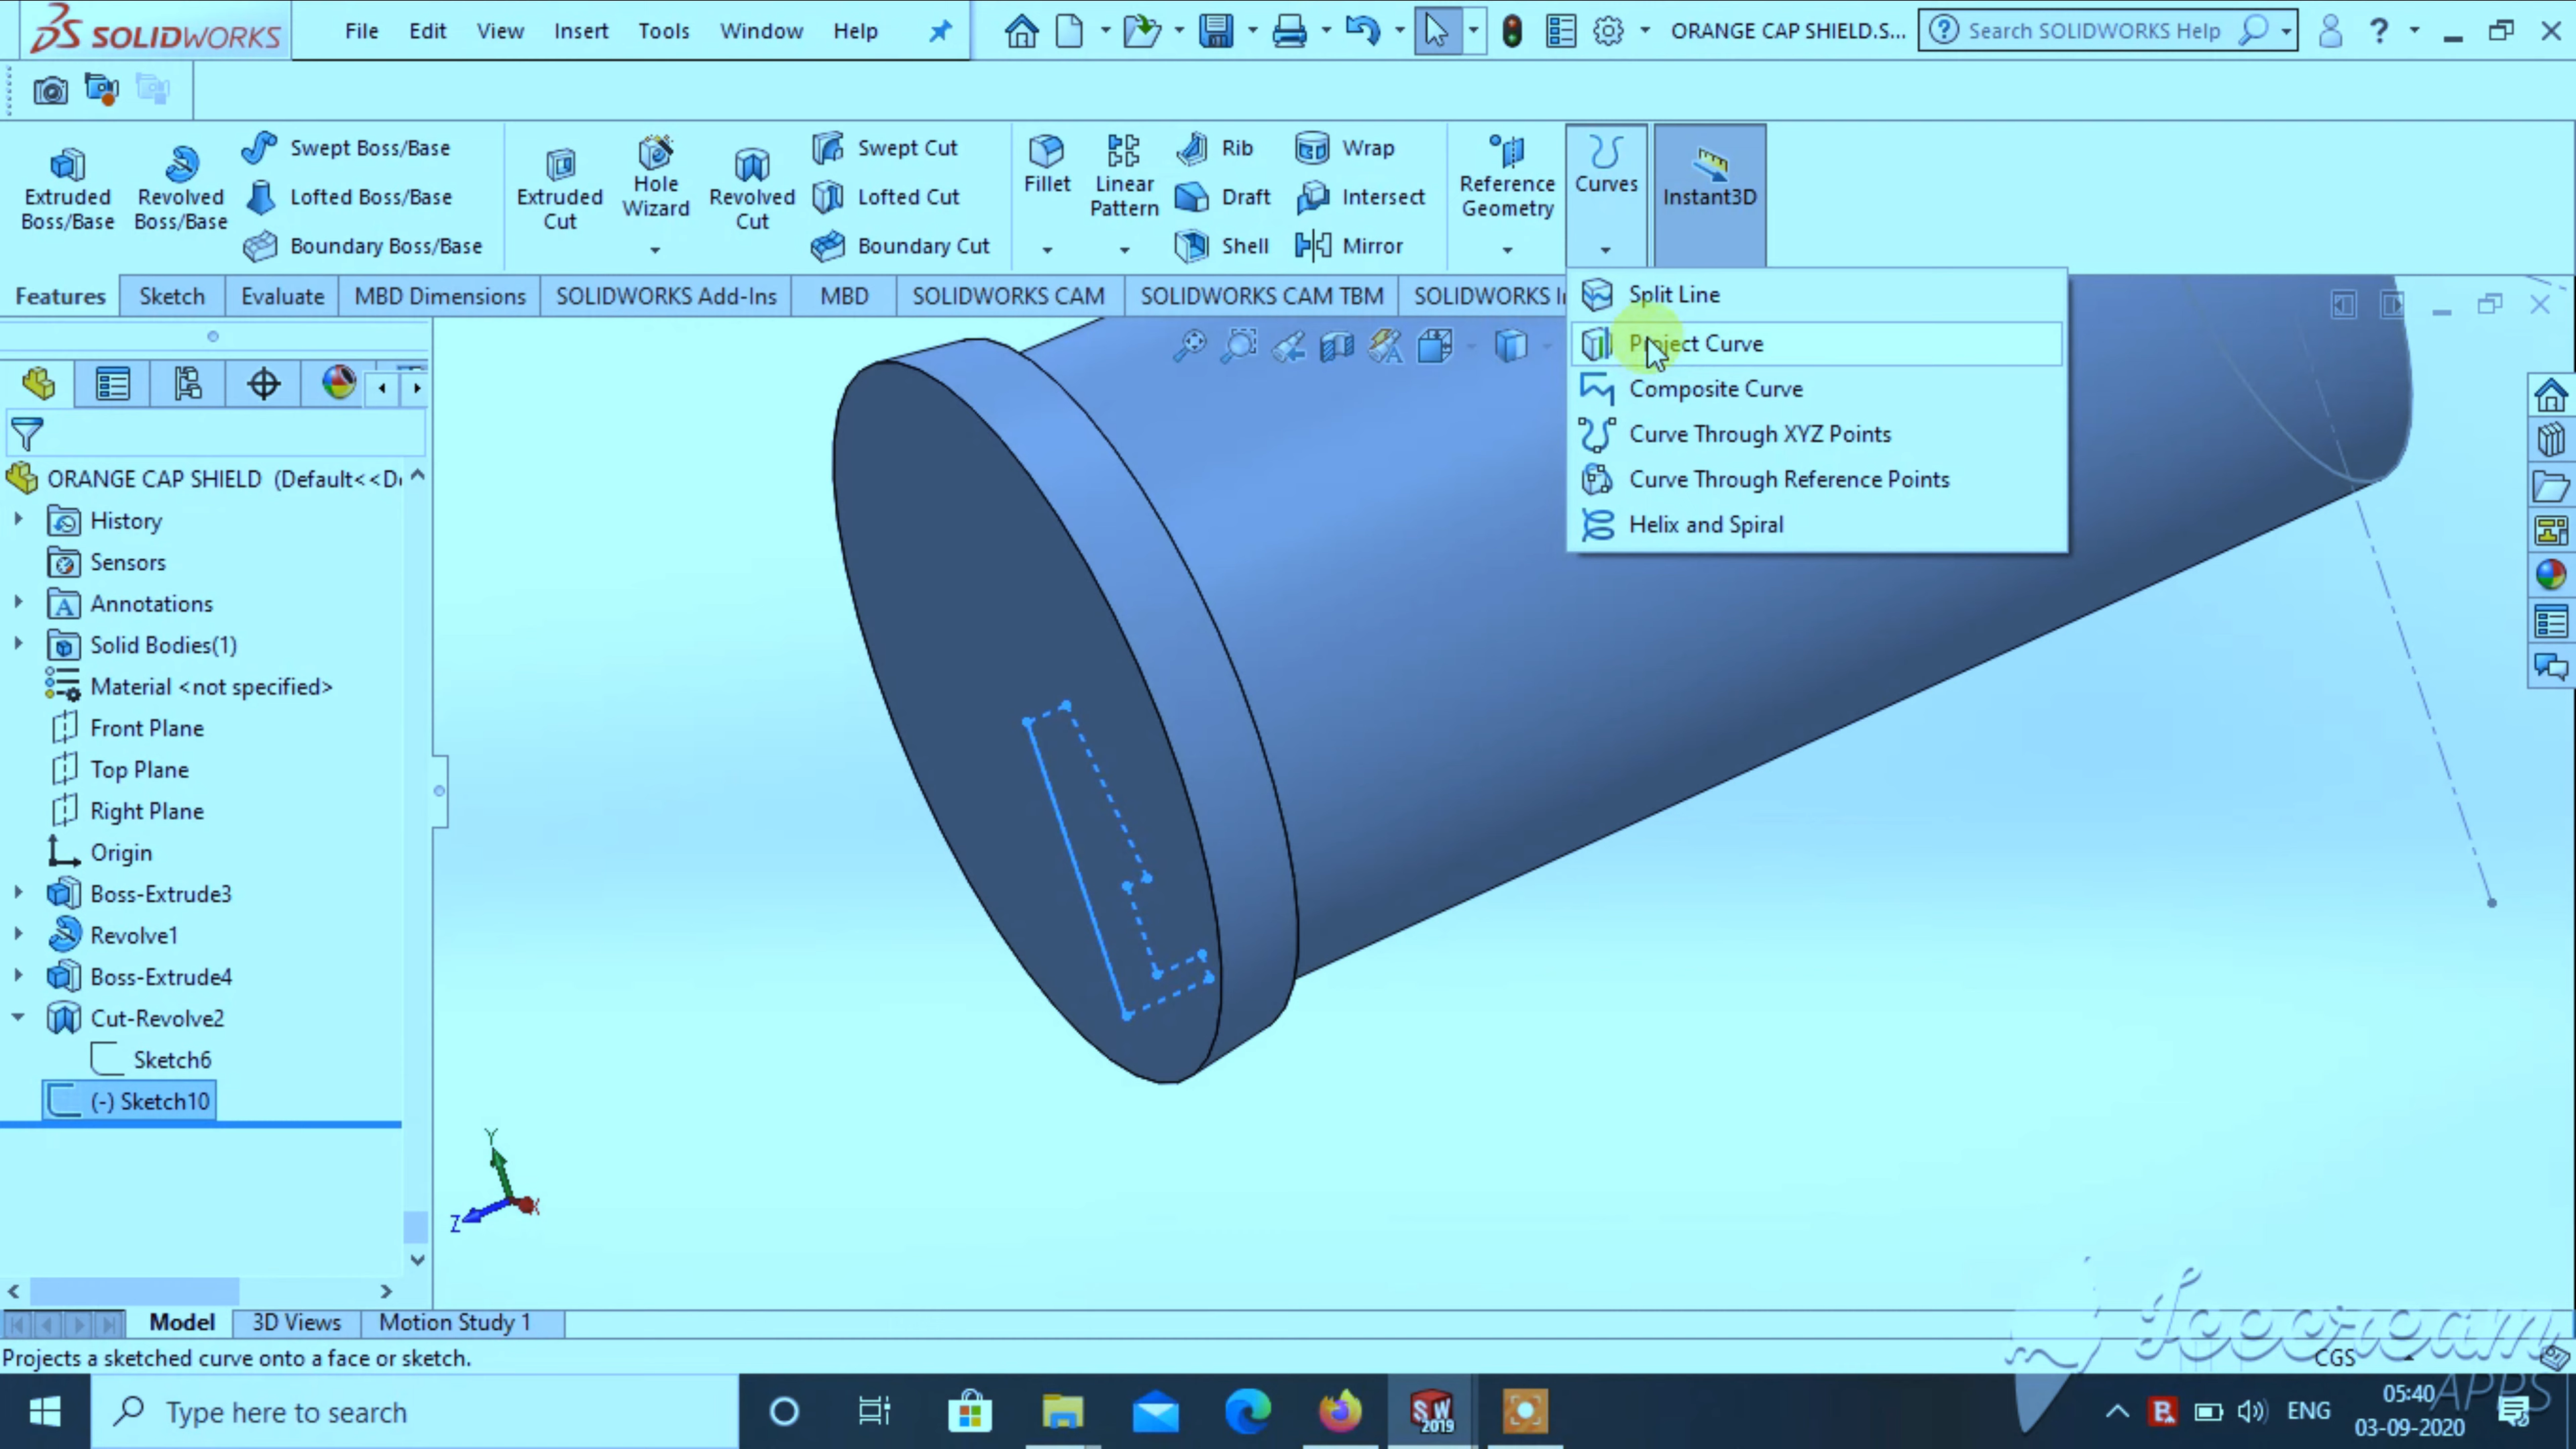 SOLIDWORKS File Edit View Insert Tools Window Help ORANGE CAP SHIELD.S... Search SOLIDWORKS Help ?
Extruded Boss/Base
Revolved Boss/Base
Swept Boss/Base
Lofted Boss/Base
Boundary Boss/Base
Extruded Cut
Hole Wizard
Revolved Cut
Swept Cut
Lofted Cut
Boundary Cut
Fillet
Linear Pattern
Rib
Draft
Shell
Wrap
Intersect
Mirror
Reference Geometry
Curves
Instant3D
Features Sketch Evaluate MBD Dimensions SOLIDWORKS Add-Ins MBD SOLIDWORKS CAM SOLIDWORKS CAM TBM SOLIDWORKS I
Split Line
Project Curve
Composite Curve
Curve Through XYZ Points
Curve Through Reference Points
Helix and Spiral
ORANGE CAP SHIELD (Default<<D
History
Sensors
Annotations
Solid Bodies(1)
Material <not specified>
Front Plane
Top Plane
Right Plane
Origin
Boss-Extrude3
Revolve1
Boss-Extrude4
Cut-Revolve2
Sketch6
(-) Sketch10
Y
Z
X
Model 3D Views Motion Study 1
Projects a sketched curve onto a face or sketch.
CGS
Type here to search
SW
2019
ENG
05:40
03-09-2020
APPS